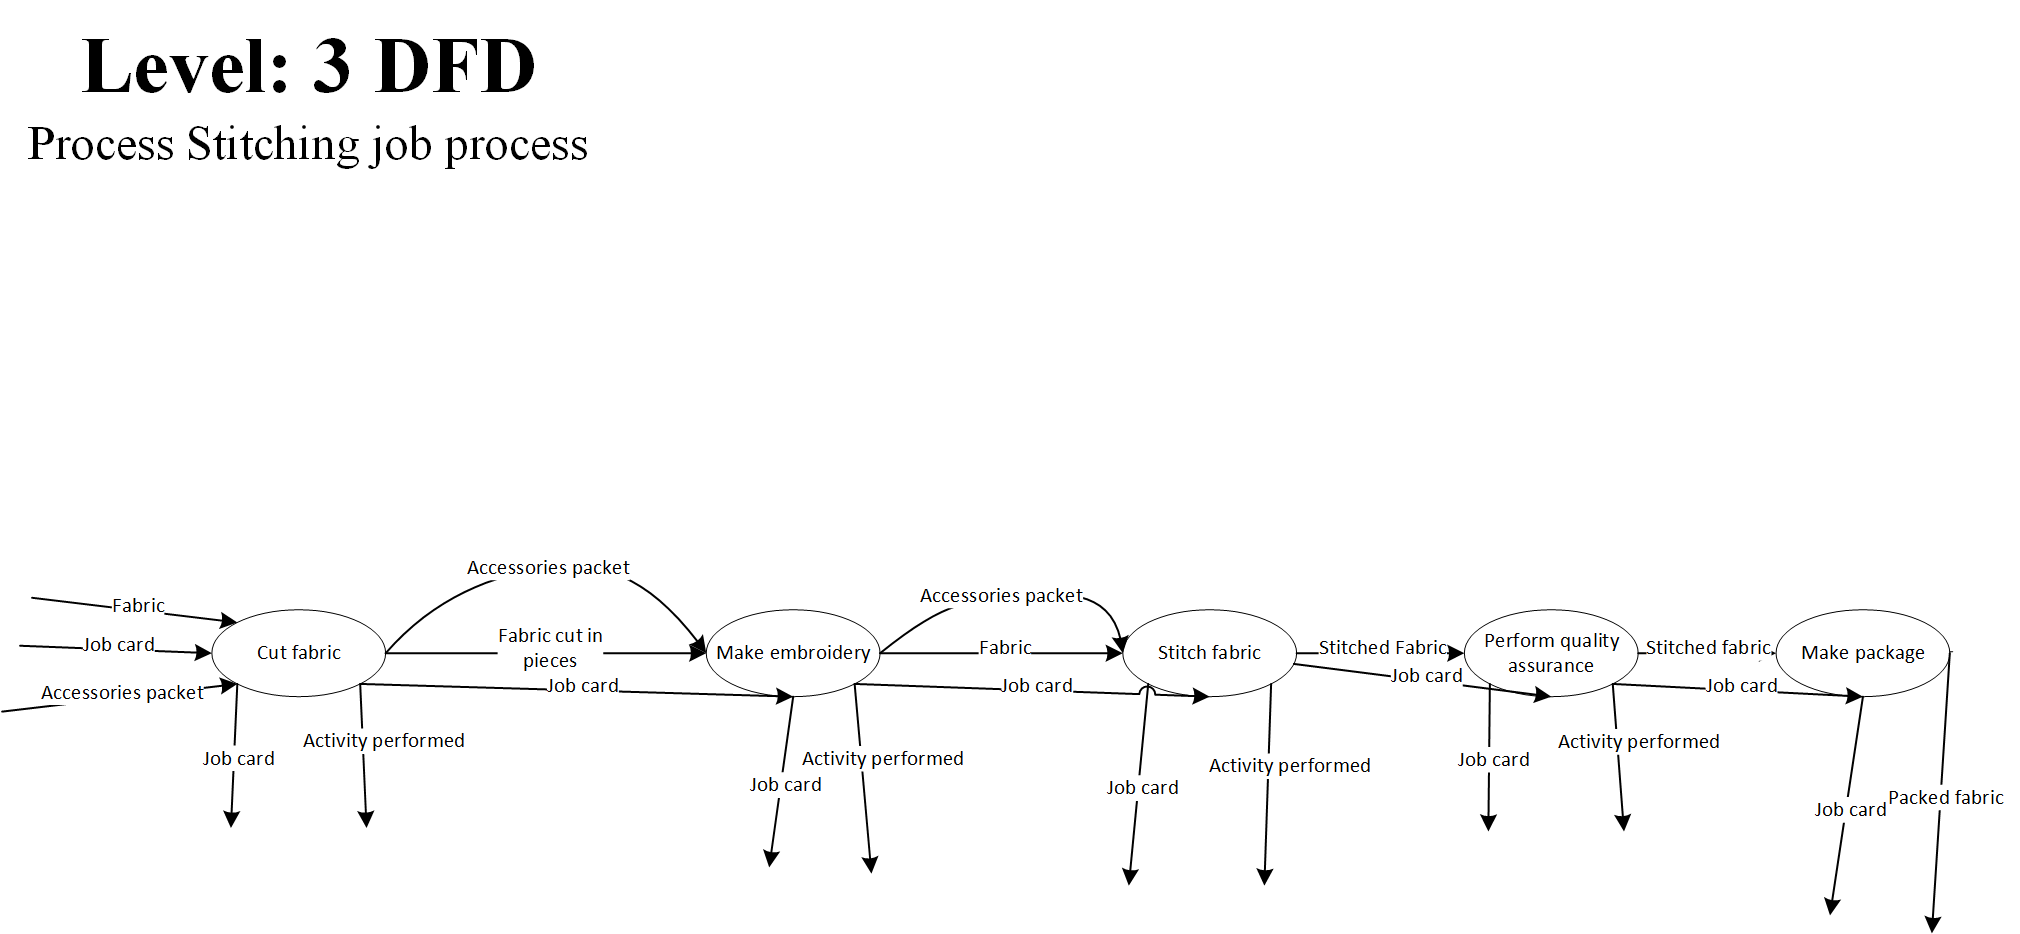 Level: 3 DFD
Process Stitching job process
Accessories packet
Accessories packet
Fabric
Job card
Accessories packet
Cut fabric
Fabric cut in
pieces
Job card
Make embroidery
Fabric
Job card
Stitch fabric
Stitched Fabric
Job card
Perform quality
assurance
Stitched fabric
Job card
Make package
Job card
Activity performed
Job card
Activity performed
Job card
Activity performed
Job card
Activity performed
Job card
Packed fabric